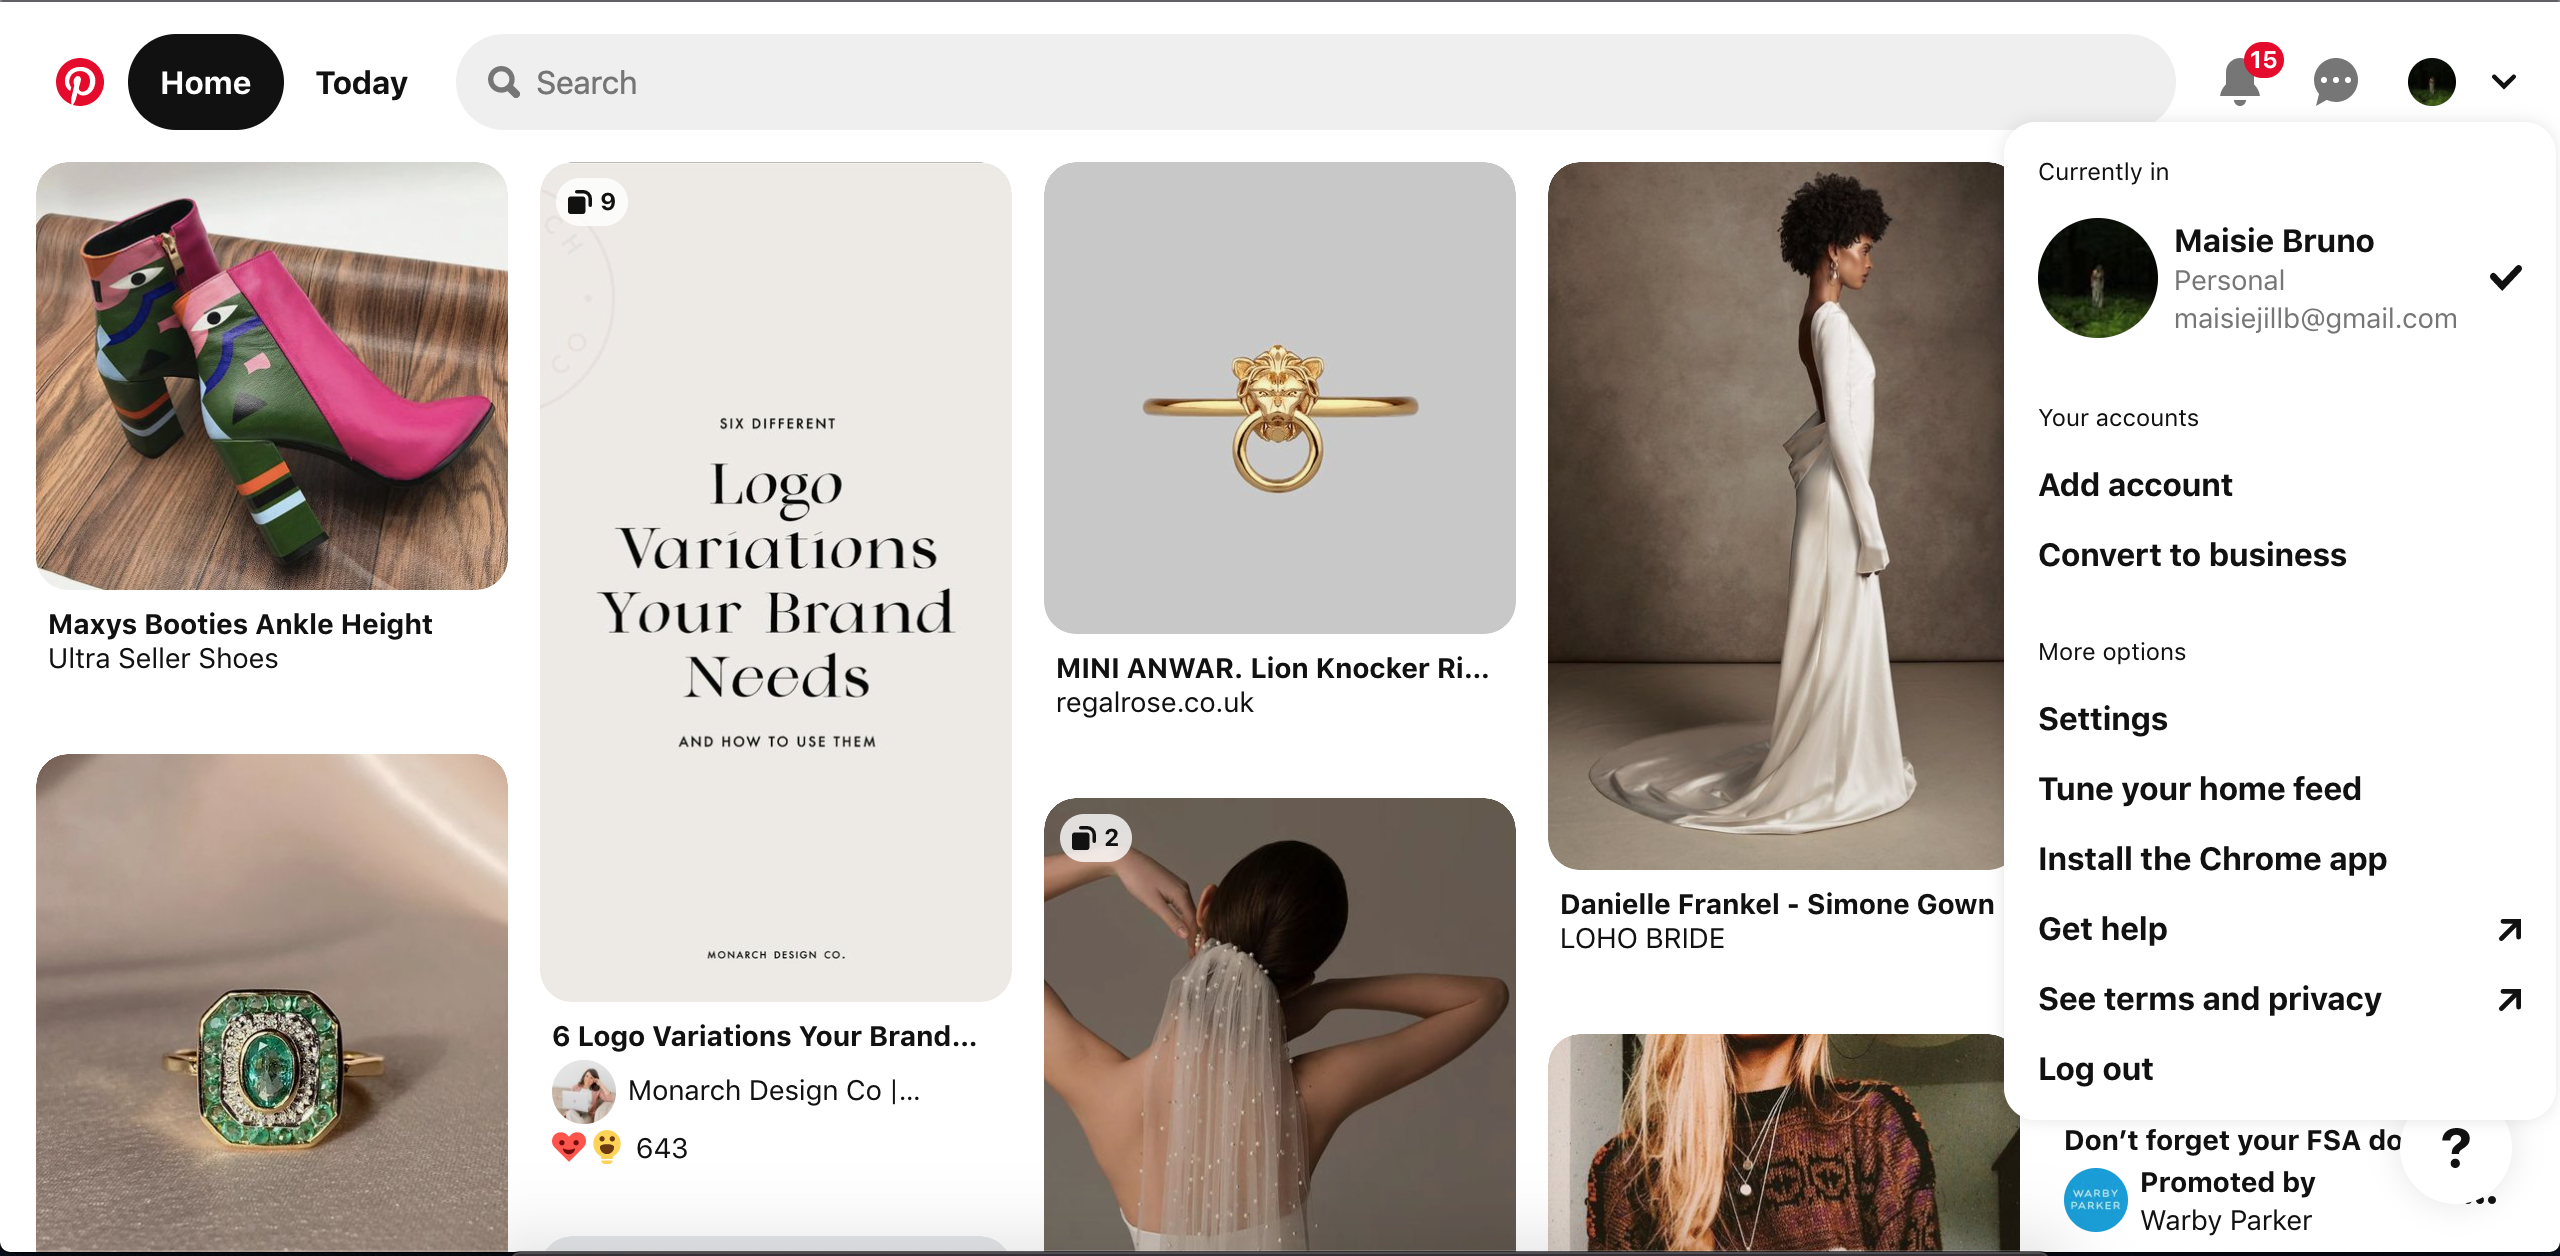 Home
Today
Search
15
Currently in
Maisie Bruno
Personal
maisiejillb@gmail.com
Your accounts
Add account
Convert to business
More options
Settings
Tune your home feed
Install the Chrome app
Get help
See terms and privacy
Log out
Maxys Booties Ankle Height
Ultra Seller Shoes
9
CH
CO
SIX DIFFERENT
Logo
Variations
Your Brand
Needs
AND HOW TO USE THEM
MONARCH DESIGN CO.
6 Logo Variations Your Brand...
Monarch Design Co |...
643
MINI ANWAR. Lion Knocker Ri...
regalrose.co.uk
2
Danielle Frankel - Simone Gown
LOHO BRIDE
Don't forget your FSA do
WARBY
PARKER
Promoted by
Warby Parker
?